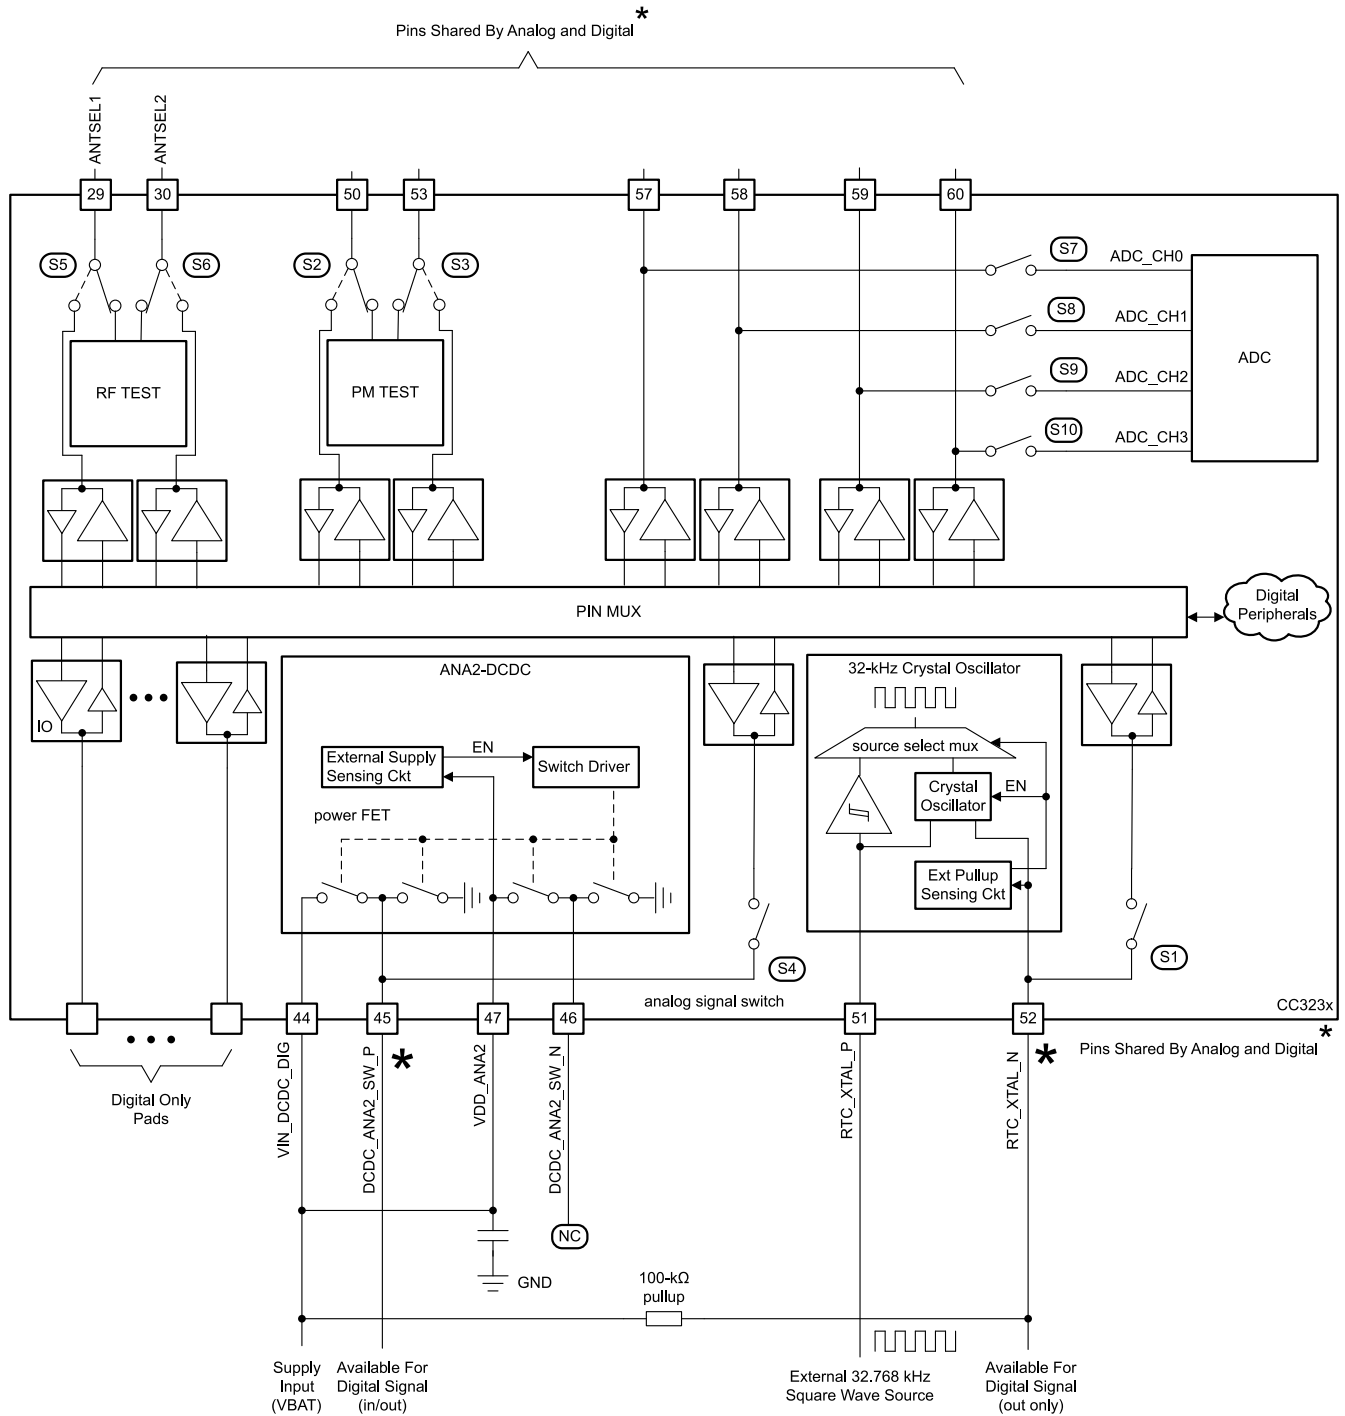 Pins Shared By Analog and Digital *
ANTSEL1
ANTSEL2
29
30
50
53
57
58
59
60
S5
S6
S2
S3
S7
ADC_CH0
S8
ADC_CH1
S9
ADC_CH2
S10
ADC_CH3
ADC
RF TEST
PM TEST
PIN MUX
Digital
Peripherals
IO
ANA2-DCDC
External Supply
Sensing Ckt
EN
Switch Driver
power FET
32-kHz Crystal Oscillator
source select mux
Crystal
Oscillator
EN
Ext Pullup
Sensing Ckt
S4
S1
analog signal switch
CC323x
44
45
47
46
51
52
*
*
Pins Shared By Analog and Digital *
Digital Only
Pads
VIN_DCDC_DIG
DCDC_ANA2_SW_P
VDD_ANA2
DCDC_ANA2_SW_N
RTC_XTAL_P
RTC_XTAL_N
NC
GND
100-kΩ
pullup
Supply
Input
(VBAT)
Available For
Digital Signal
(in/out)
External 32.768 kHz
Square Wave Source
Available For
Digital Signal
(out only)